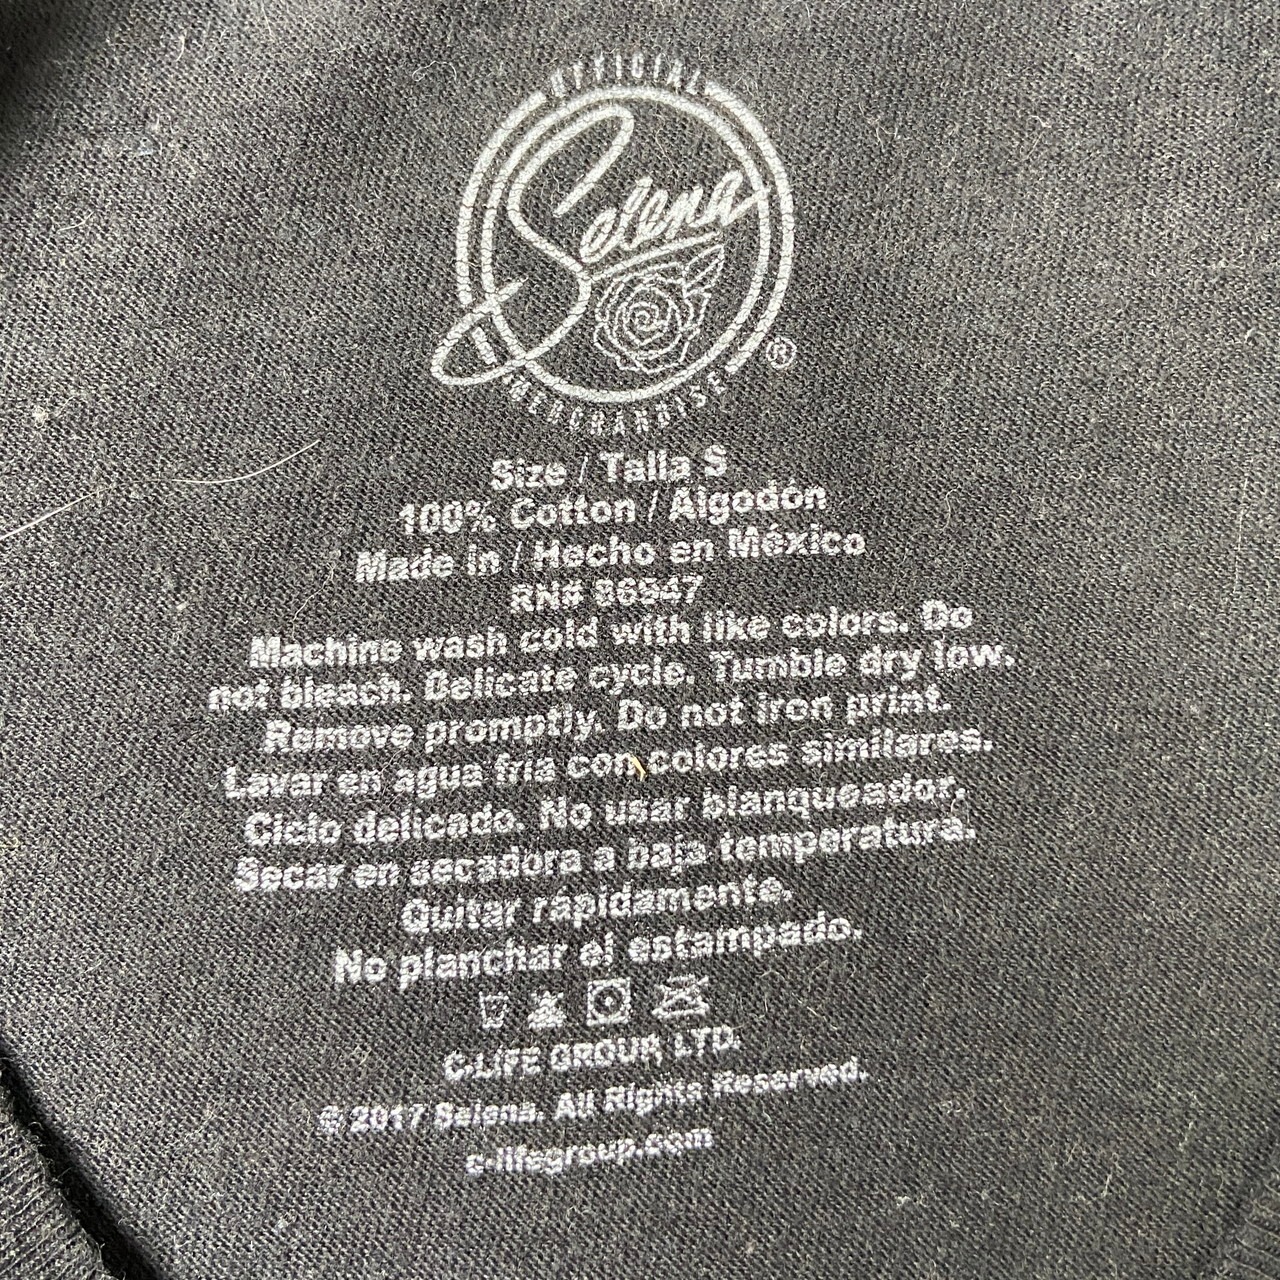 OFFICIAL
Selena
MERCHANDISE
®
Size / Talla S
100% Cotton / Algodón
Made in / Hecho en México
RN# 86547
Machine wash cold with like colors. Do
not bleach. Delicate cycle. Tumble dry low.
Remove promptly. Do not iron print.
Lavar en agua fría con colores similares.
Ciclo delicado. No usar blanqueador.
Secar en secadora a baja temperatura.
Quitar rápidamente.
No planchar el estampado.
C-LIFE GROUP, LTD.
© 2017 Selena. All Rights Reserved.
c-lifegroup.com